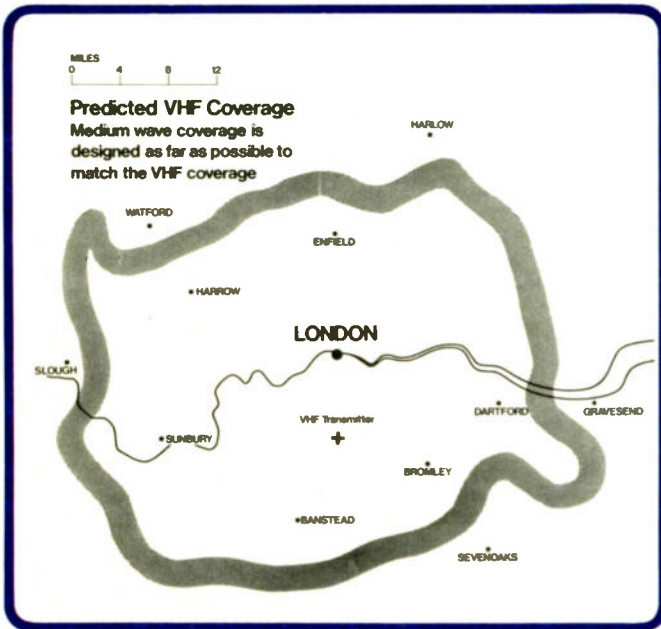 MILES
0 4 8 12
Predicted VHF Coverage
Medium wave coverage is
designed as far as possible to
match the VHF coverage
HARLOW
WATFORD
ENFIELD
HARROW
LONDON
SLOUGH
DARTFORD
GRAVESEND
VHF Transmitter
SUNBURY
BROMLEY
BANSTEAD
SEVENOAKS